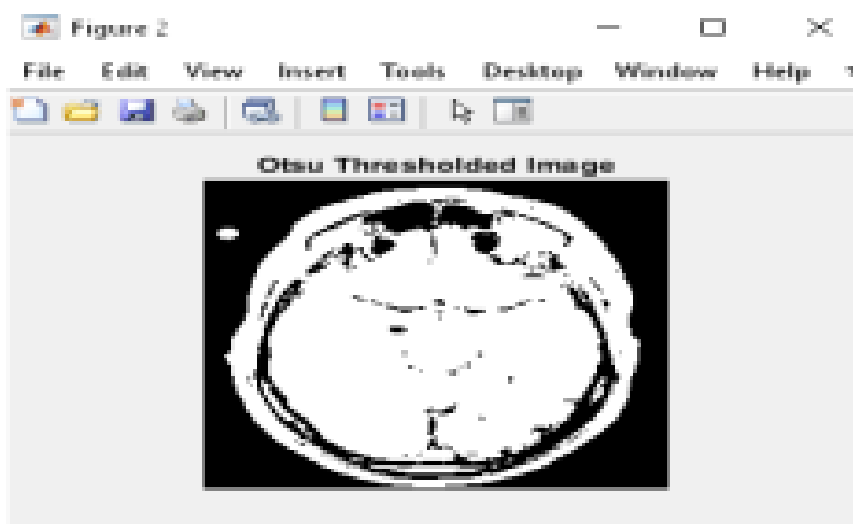 Figure 2
File Edit View Insert Tools Desktop Window Help
Otsu Thresholded Image